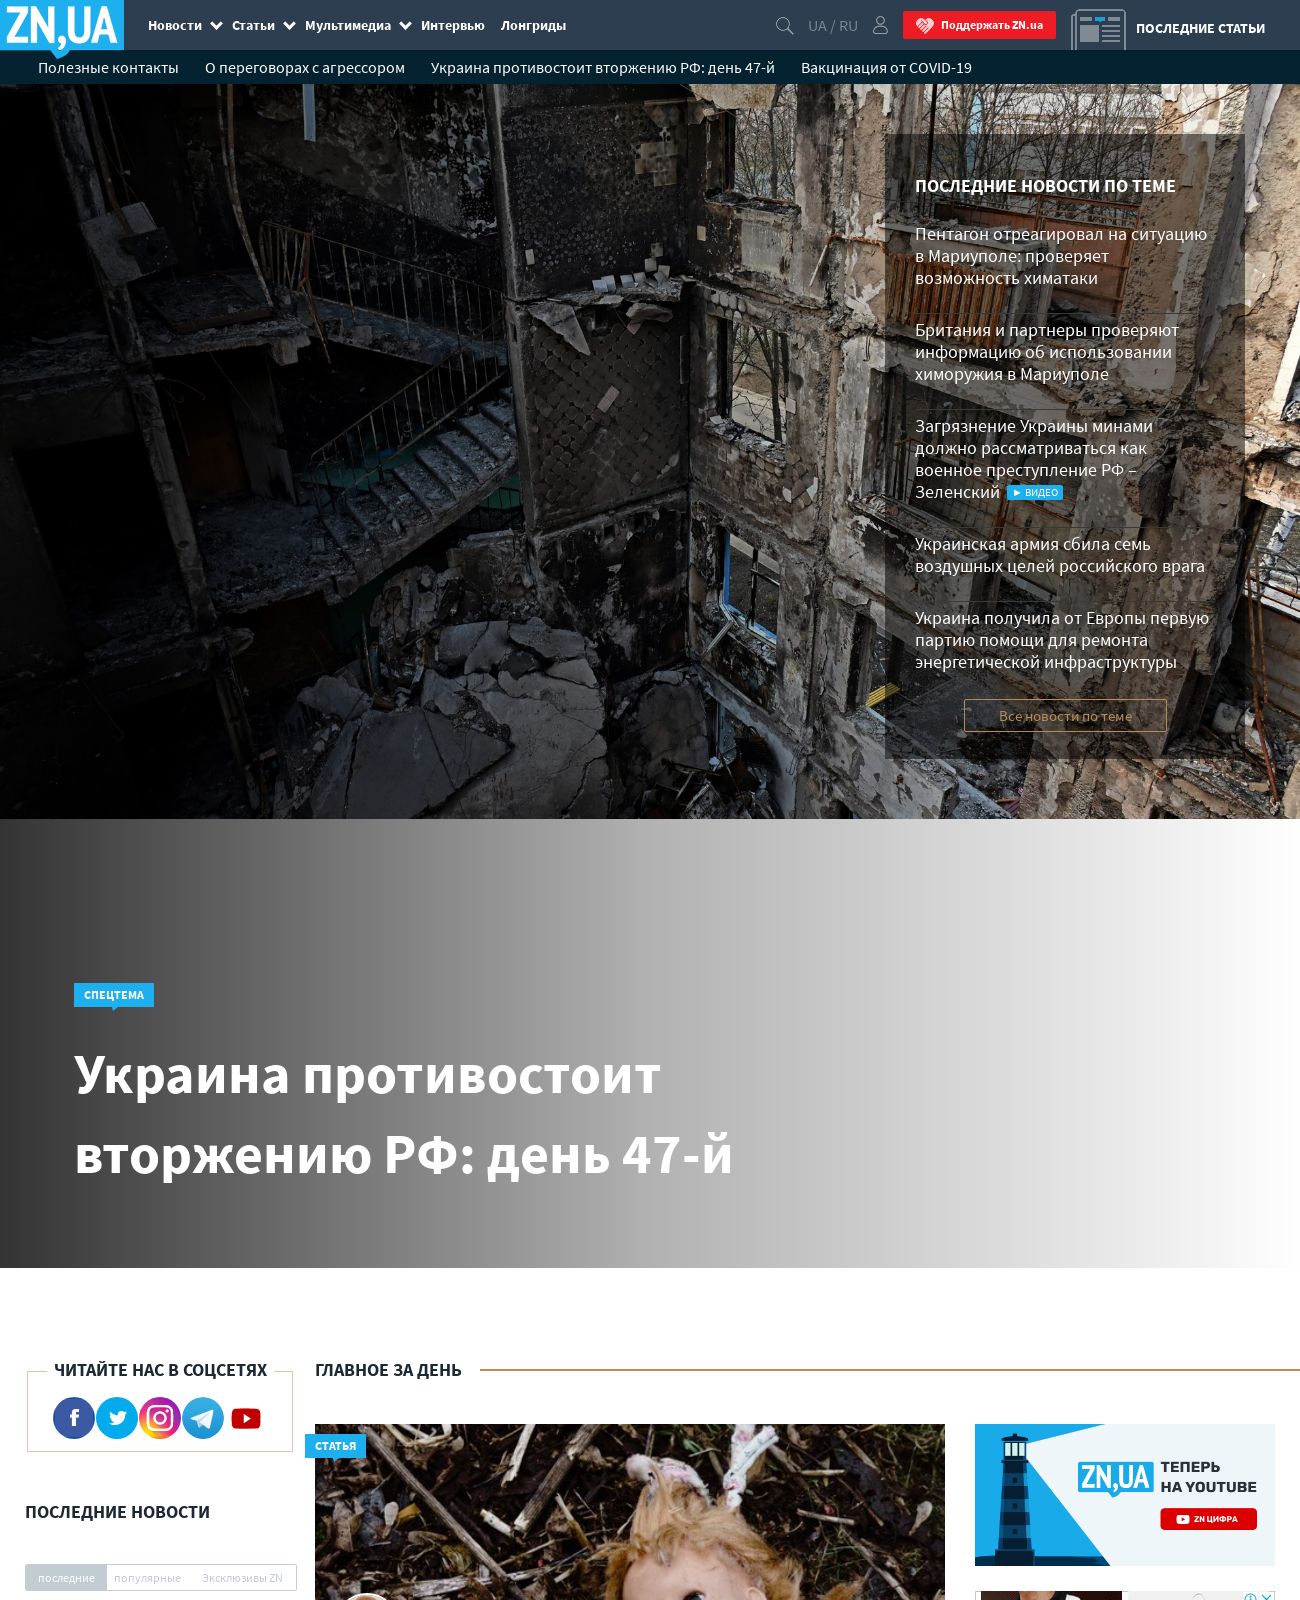 ZN,UA
Новости Статьи Мультимедиа Интервью Лонгриды
UA / RU
Поддержать ZN.ua
ПОСЛЕДНИЕ СТАТЬИ
Полезные контакты О переговорах с агрессором Украина противостоит вторжению РФ: день 47-й Вакцинация от COVID-19
ПОСЛЕДНИЕ НОВОСТИ ПО ТЕМЕ
Пентагон отреагировал на ситуацию
в Мариуполе: проверяет
возможность химатаки
Британия и партнеры проверяют
информацию об использовании
химоружия в Мариуполе
Загрязнение Украины минами
должно рассматриваться как
военное преступление РФ –
Зеленский ВИДЕО
Украинская армия сбила семь
воздушных целей российского врага
Украина получила от Европы первую
партию помощи для ремонта
энергетической инфраструктуры
Все новости по теме
СПЕЦТЕМА
Украина противостоит
вторжению РФ: день 47-й
ЧИТАЙТЕ НАС В СОЦСЕТЯХ
ГЛАВНОЕ ЗА ДЕНЬ
СТАТЬЯ
ZN,UA
ТЕПЕРЬ
НА YOUTUBE
ZN ЦИФРА
ПОСЛЕДНИЕ НОВОСТИ
последние популярные Эксклюзивы ZN